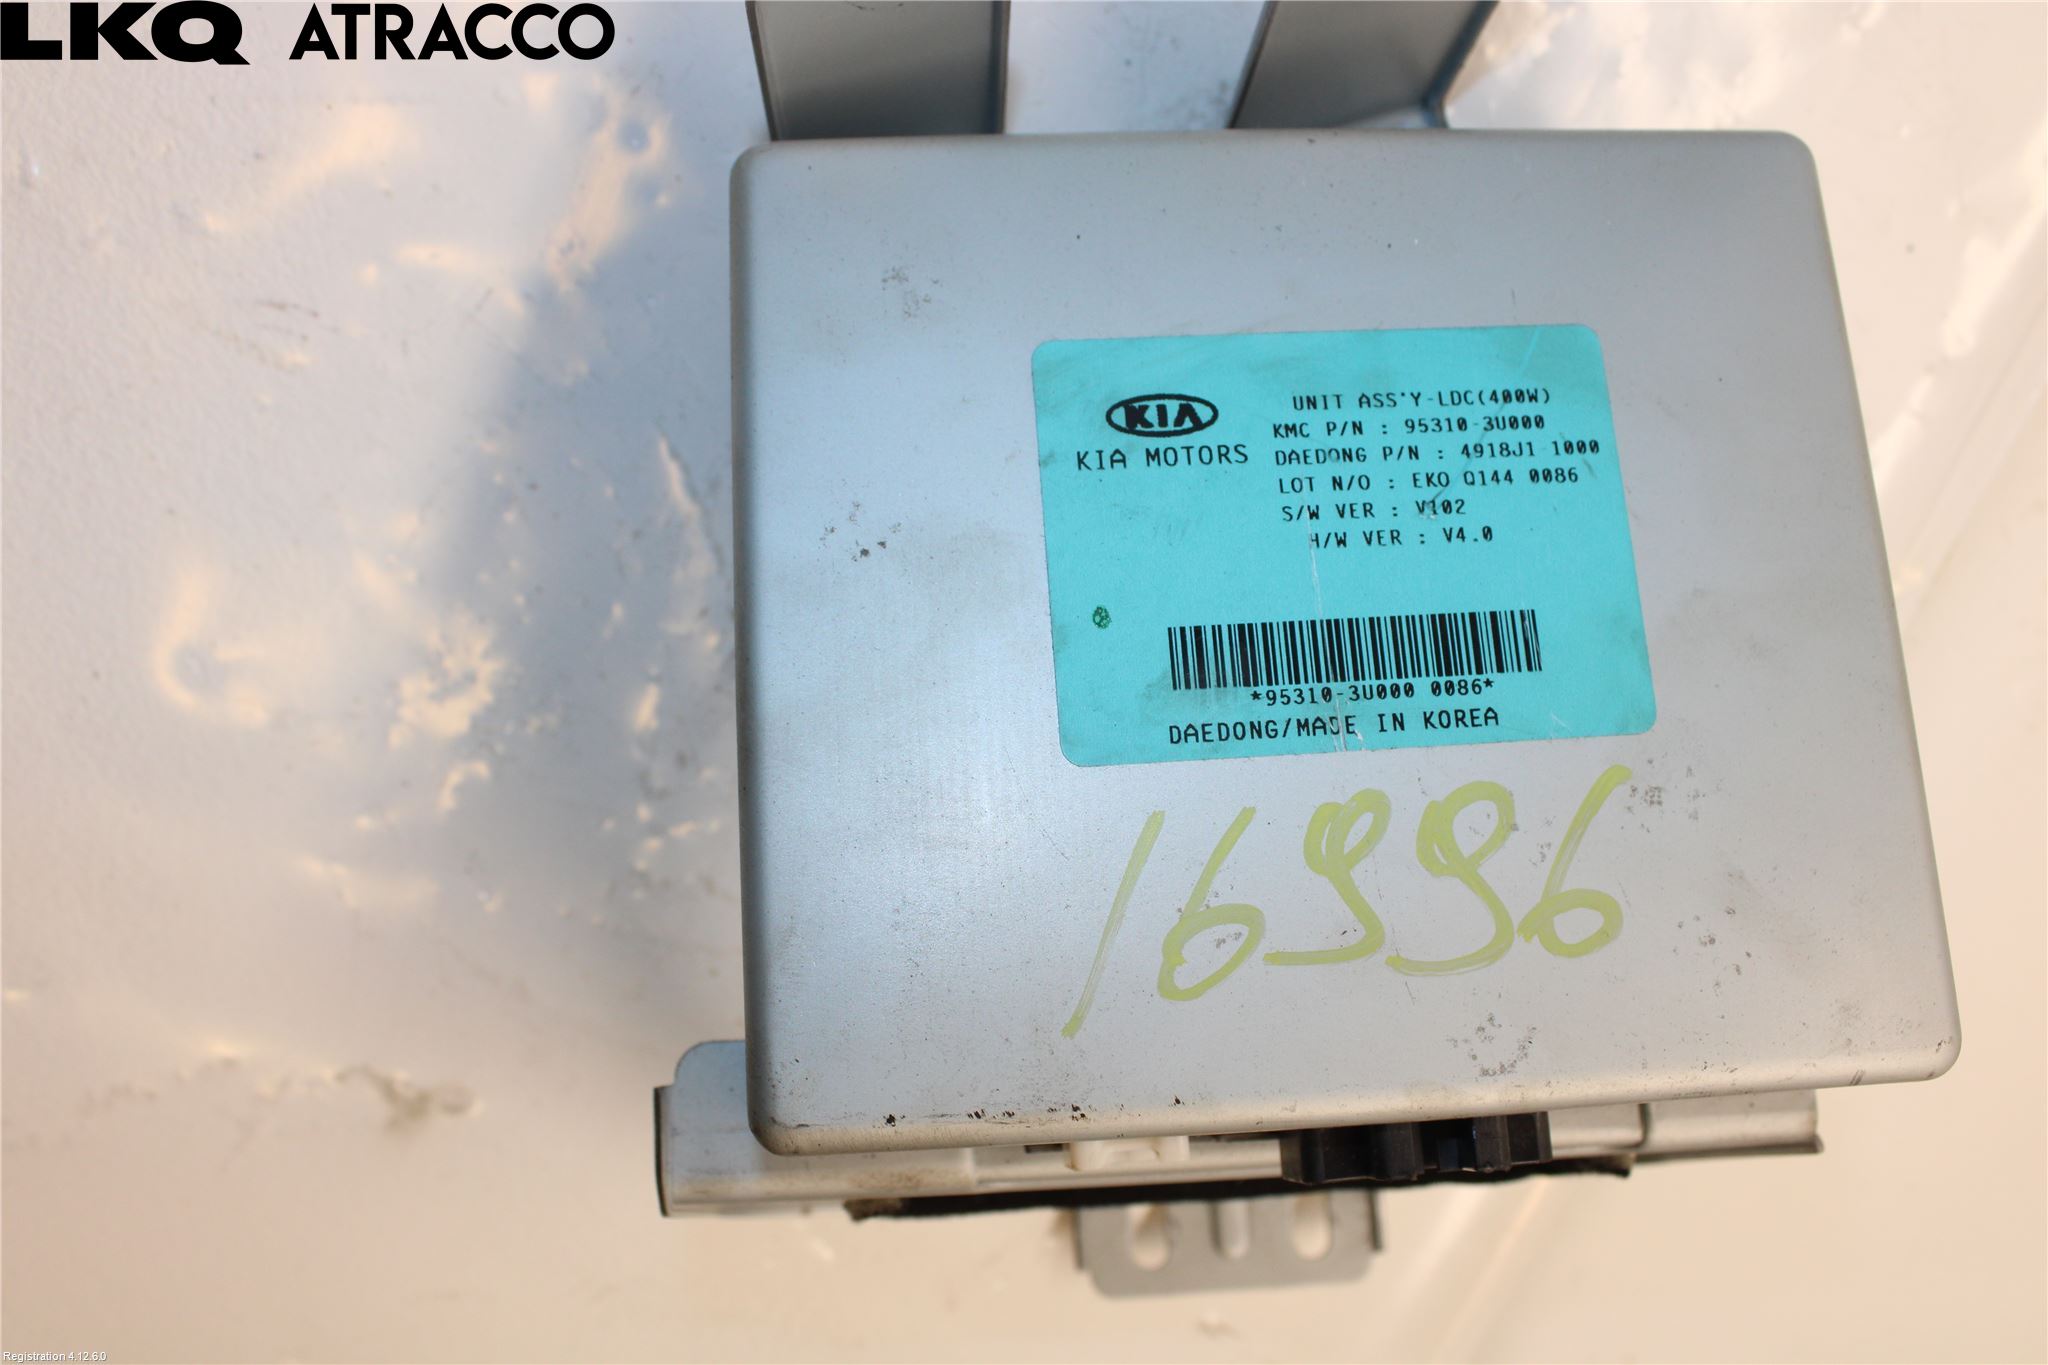 LKQ ATRACCO
KIA
KIA MOTORS
UNIT ASS'Y-LDC(400W)
KMC P/N : 95310-3U000
DAEDONG P/N : 4918J1-1000
LOT N/O : EKO Q144 0086
S/W VER : V102
H/W VER : V4.0
*95310-3U000 0086*
DAEDONG/MADE IN KOREA
16996
Registration 4.12.6.0